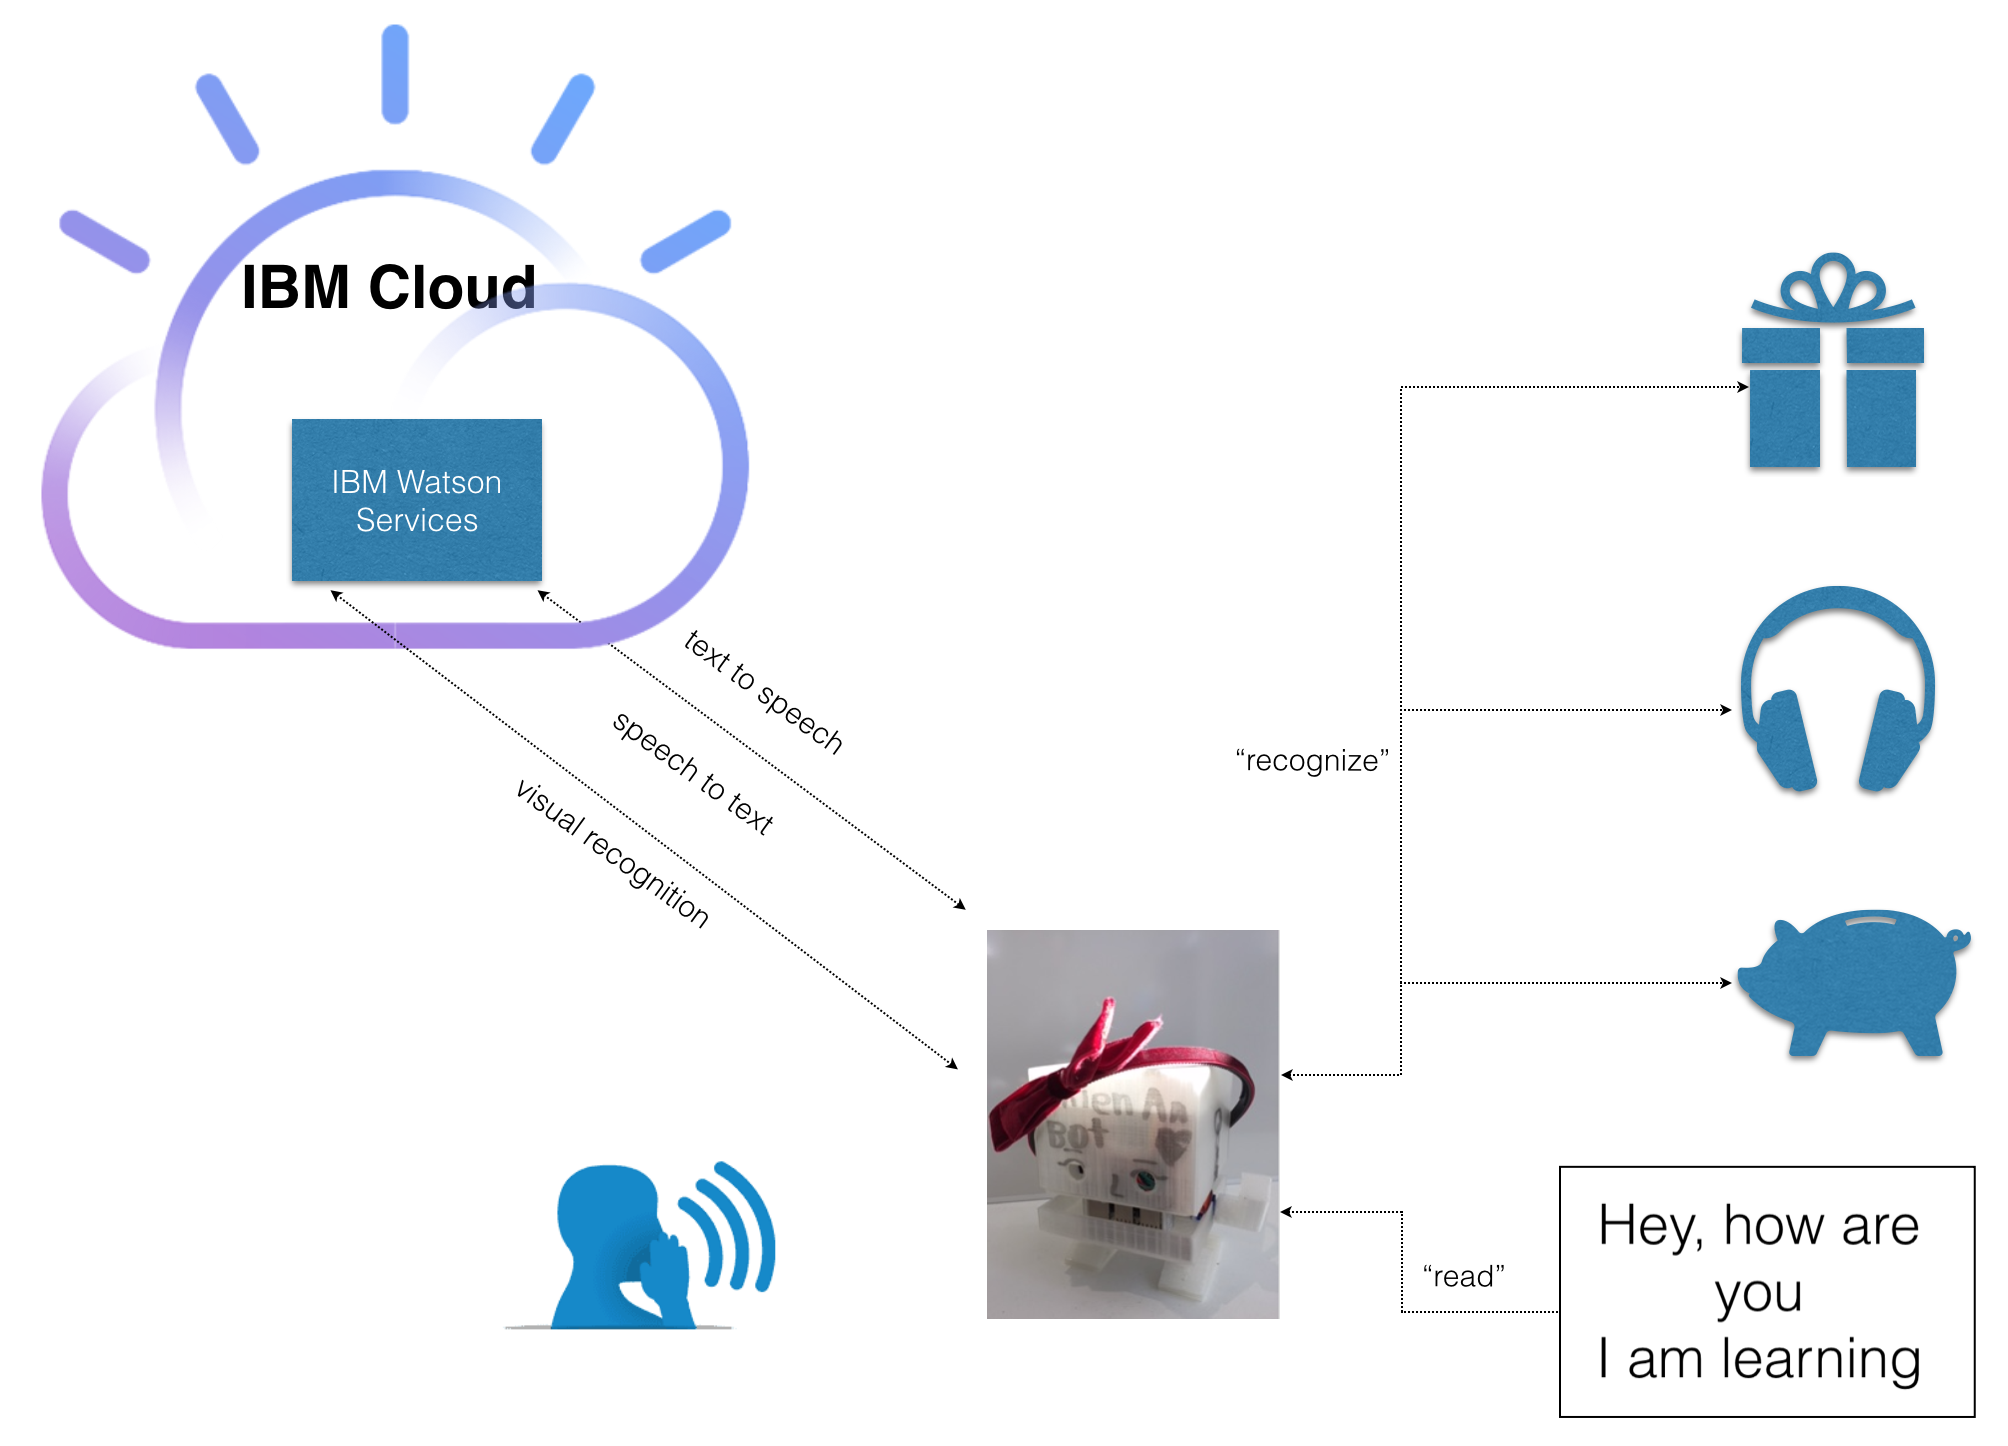 IBM Cloud
IBM Watson
Services
text to speech
speech to text
visual recognition
“recognize”
An
Bot
“read”
Hey, how are
you
I am learning